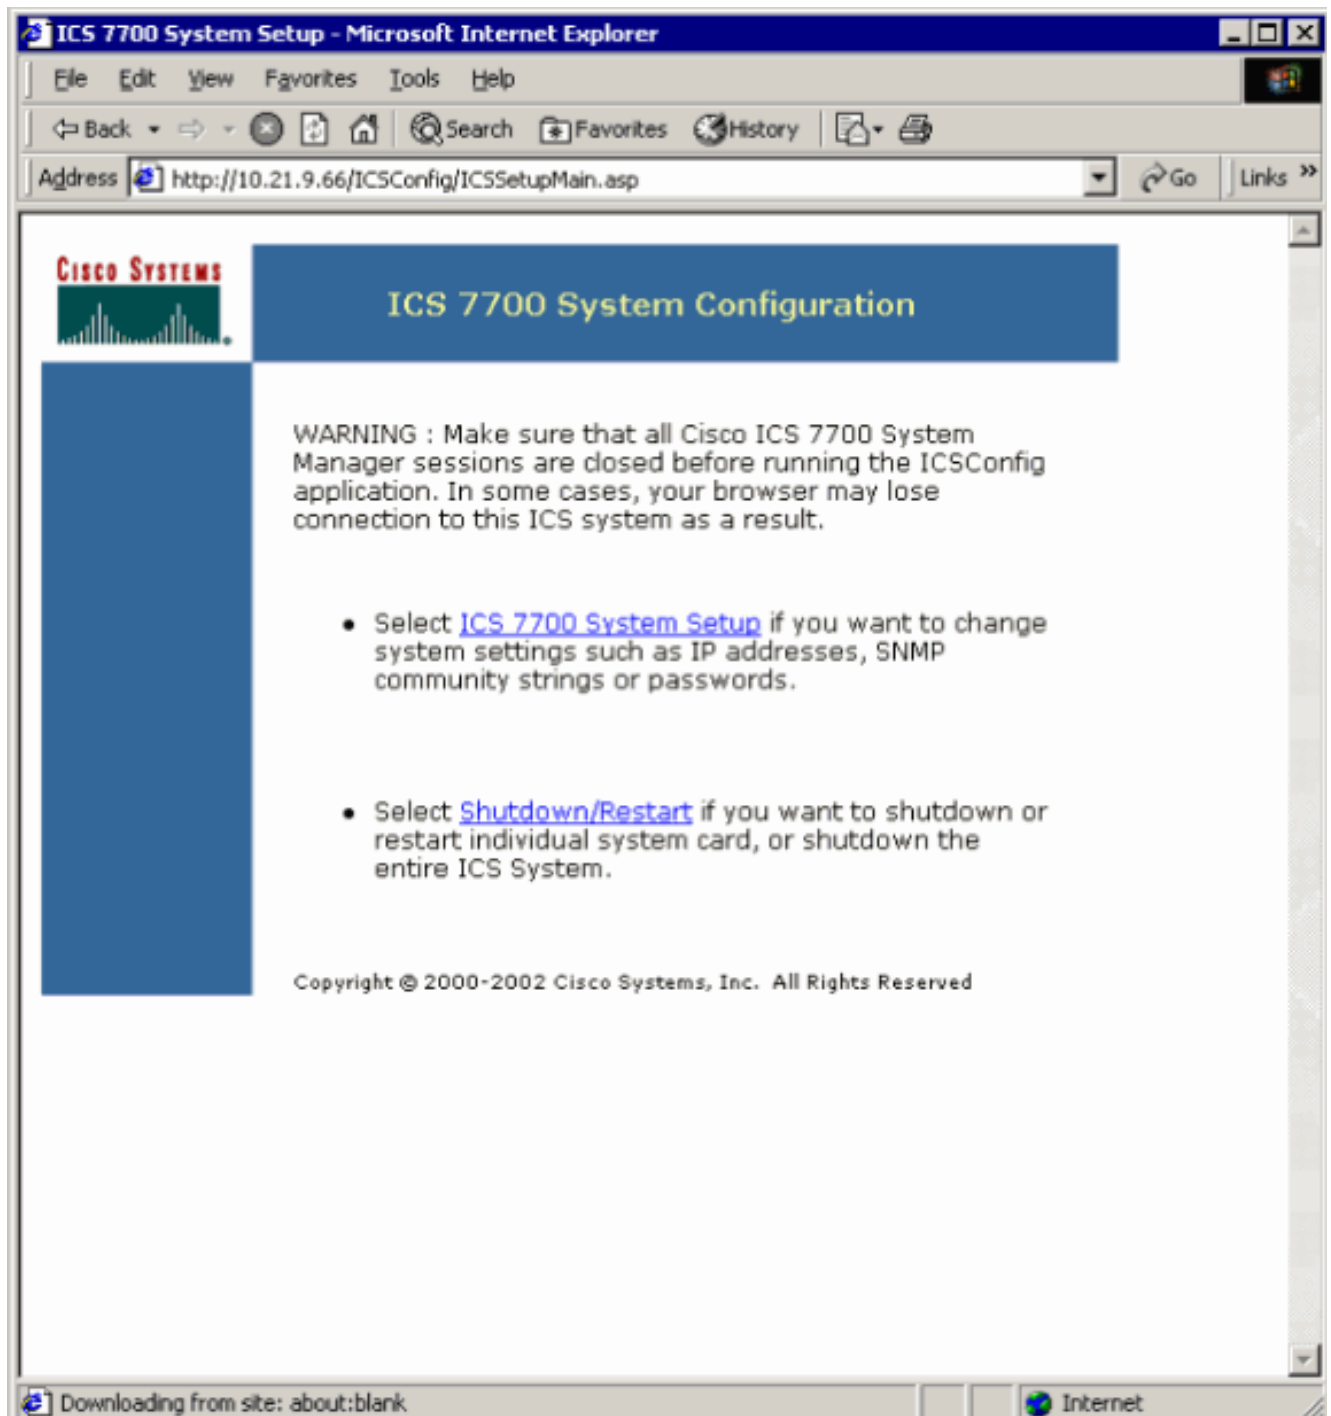 ICS 7700 System Setup - Microsoft Internet Explorer
File Edit View Favorites Tools Help
Back Search Favorites History
Address http://10.21.9.66/ICSConfig/ICSSetupMain.asp Go Links »
CISCO SYSTEMS
ICS 7700 System Configuration
WARNING : Make sure that all Cisco ICS 7700 System
Manager sessions are closed before running the ICSConfig
application. In some cases, your browser may lose
connection to this ICS system as a result.
• Select ICS 7700 System Setup if you want to change
system settings such as IP addresses, SNMP
community strings or passwords.
• Select Shutdown/Restart if you want to shutdown or
restart individual system card, or shutdown the
entire ICS System.
Copyright © 2000-2002 Cisco Systems, Inc. All Rights Reserved
Downloading from site: about:blank Internet